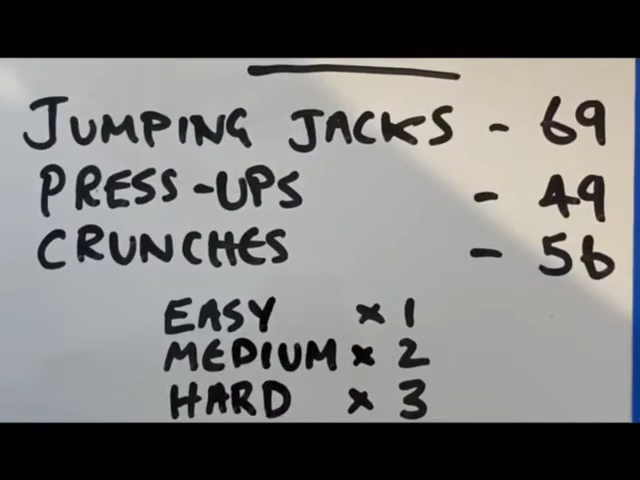 JUMPING JACKS - 69
PRESS-UPS - 49
CRUNCHES - 56
EASY x 1
MEDIUM x 2
HARD x 3